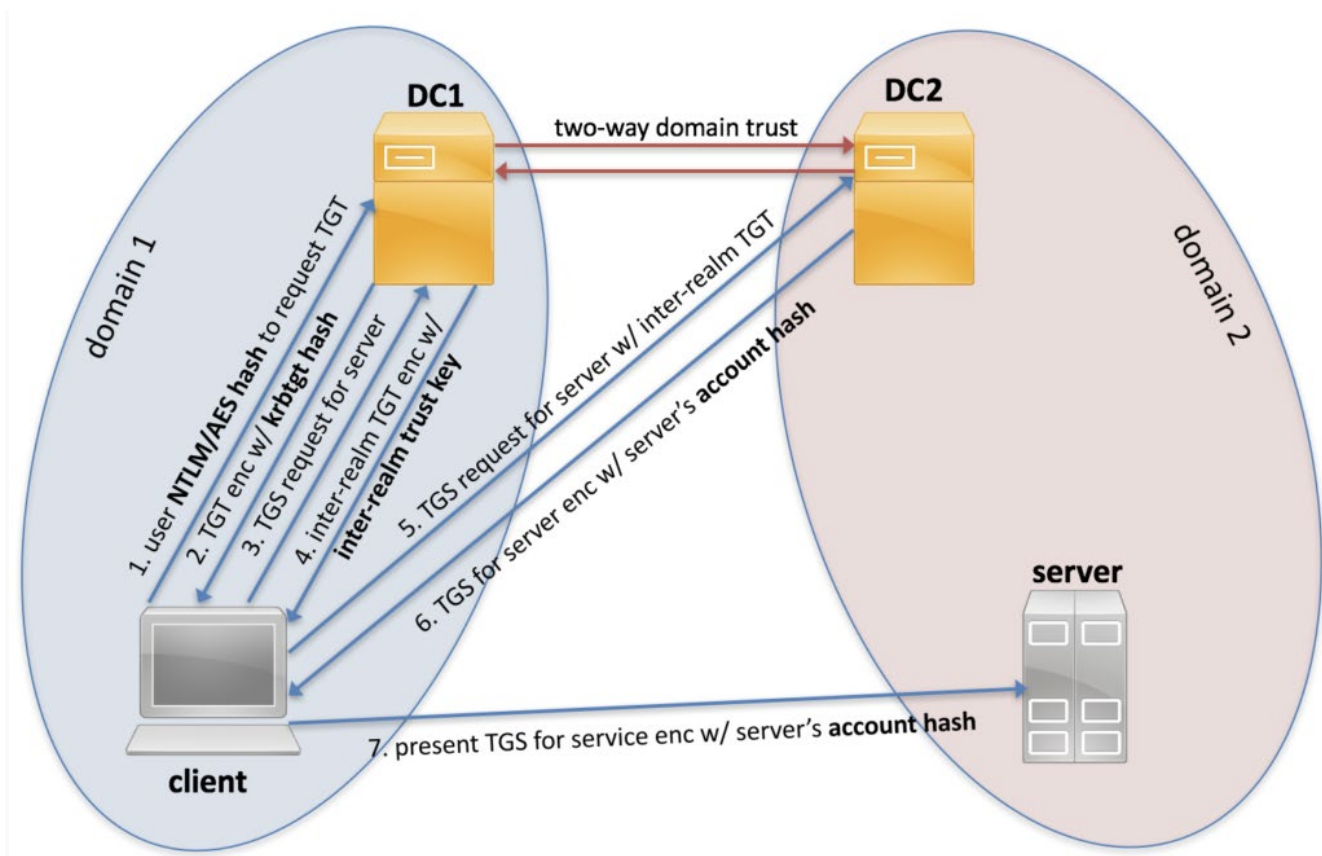 DC1
DC2
two-way domain trust
domain 1
domain 2
1. user NTLM/AES hash to request TGT
2. TGT enc w/ krbtgt hash
3. TGS request for server
4. inter-realm TGT enc w/
inter-realm trust key
5. TGS request for server w/ inter-realm TGT
6. TGS for server enc w/ server’s account hash
server
7. present TGS for service enc w/ server’s account hash
client